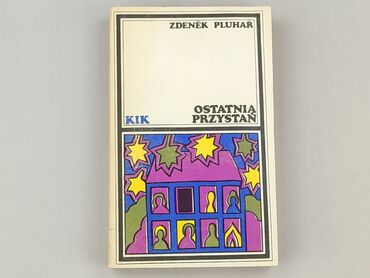 ZDENĚK PLUHAŘ
OSTATNIA
KIK PRZYSTAŃ